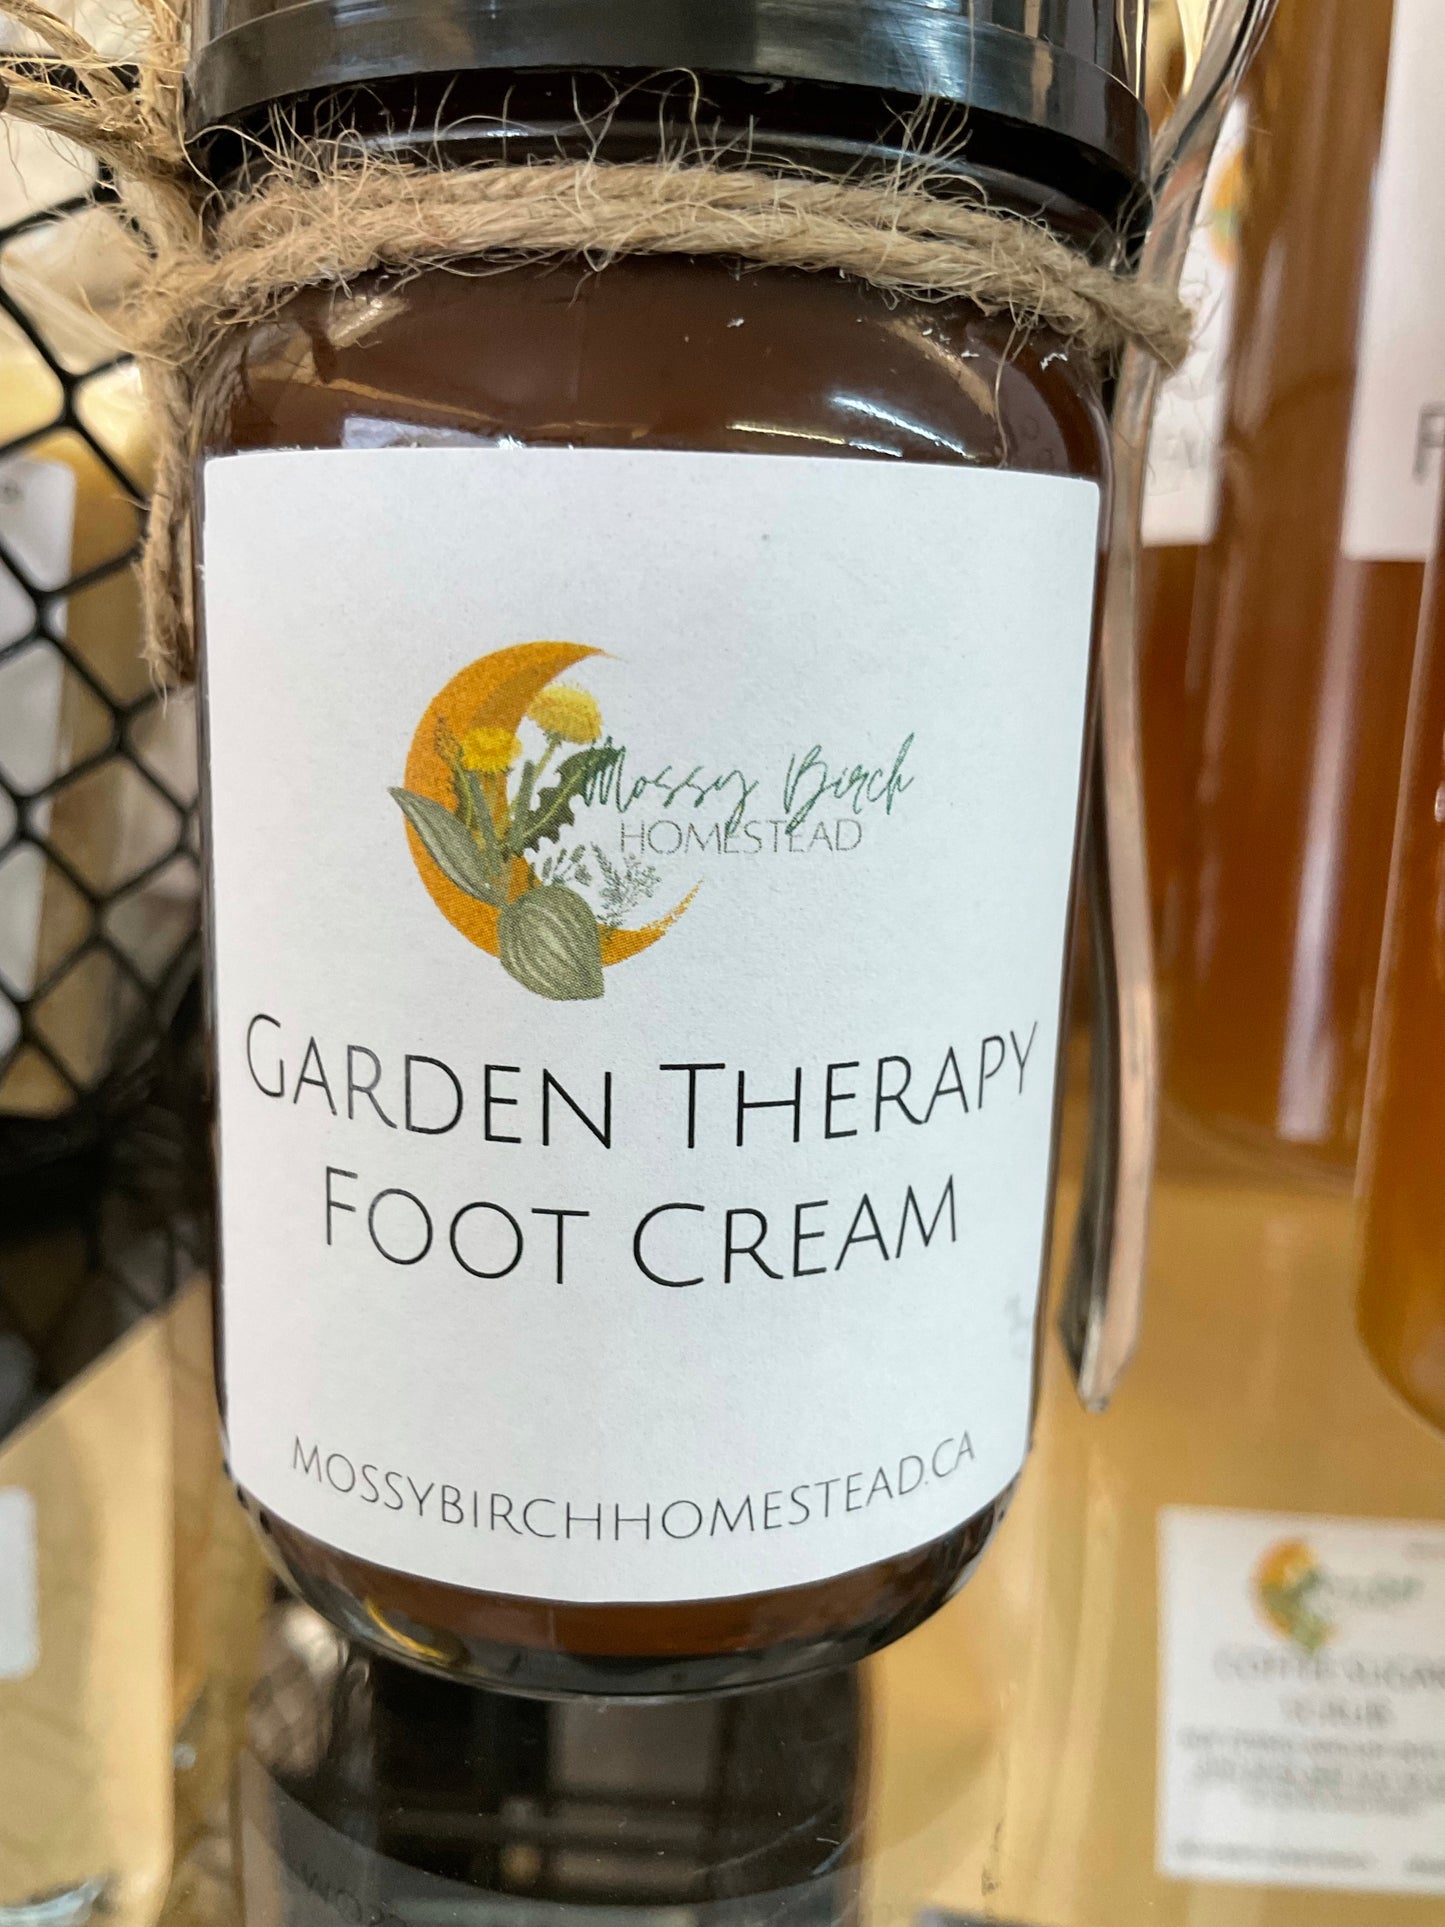 Mossy Birch
HOMESTEAD
GARDEN THERAPY
FOOT CREAM
MOSSYBIRCHHOMESTEAD.CA